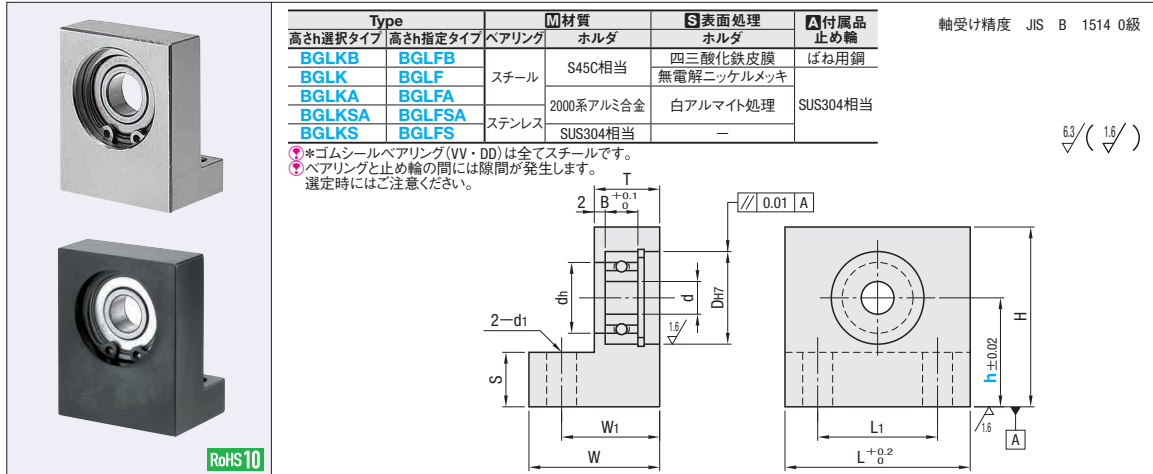 Type M材質 S表面処理 A付属品
高さh選択タイプ 高さh指定タイプ ベアリング ホルダ ホルダ 止め輪
BGLKB BGLFB スチール S45C相当 四三酸化鉄皮膜 ばね用鋼
BGLK BGLF 無電解ニッケルメッキ SUS304相当
BGLKA BGLFA 2000系アルミ合金 白アルマイト処理
BGLKSA BGLFSA ステンレス
BGLKS BGLFS SUS304相当 －
軸受け精度 JIS B 1514 0級
6.3/( 1.6/ )
!*ゴムシールベアリング(VV・DD)は全てスチールです。
!ベアリングと止め輪の間には隙間が発生します。
選定時にはご注意ください。
T
2 B +0.1 0
// 0.01 A
dh
d
DH7
1.6
2－d1
S
W1
W
H
h±0.02
L1
L +0.2 0
1.6
A
RoHS10